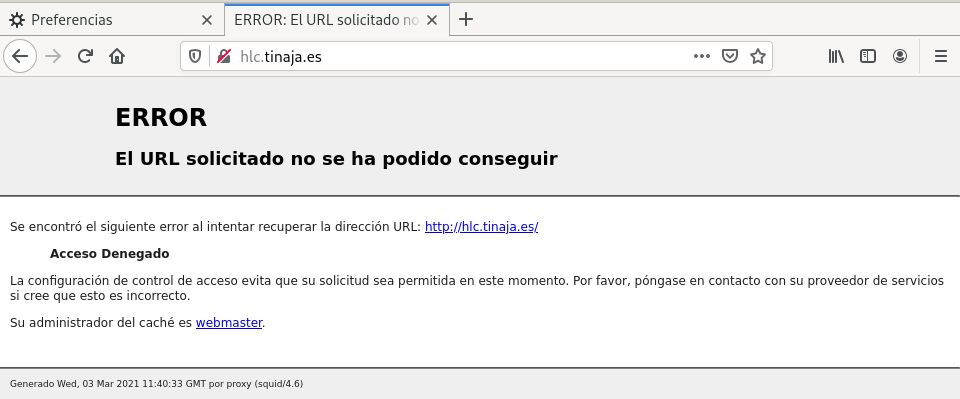 Preferencias
ERROR: El URL solicitado no
hlc.tinaja.es
ERROR
El URL solicitado no se ha podido conseguir
Se encontró el siguiente error al intentar recuperar la dirección URL: http://hlc.tinaja.es/
Acceso Denegado
La configuración de control de acceso evita que su solicitud sea permitida en este momento. Por favor, póngase en contacto con su proveedor de servicios
si cree que esto es incorrecto.
Su administrador del caché es webmaster.
Generado Wed, 03 Mar 2021 11:40:33 GMT por proxy (squid/4.6)